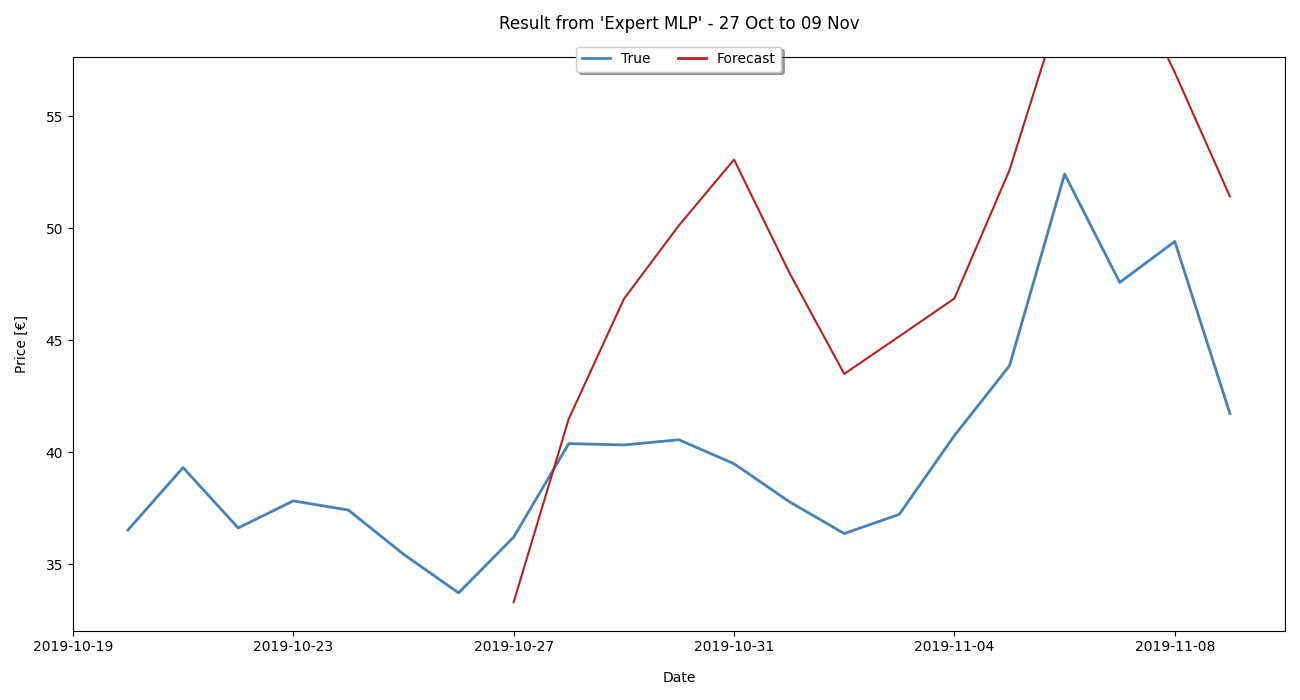 Result from 'Expert MLP' - 27 Oct to 09 Nov
True Forecast
55
50
45
40
35
Price [€]
2019-10-19 2019-10-23 2019-10-27 2019-10-31 2019-11-04 2019-11-08
Date